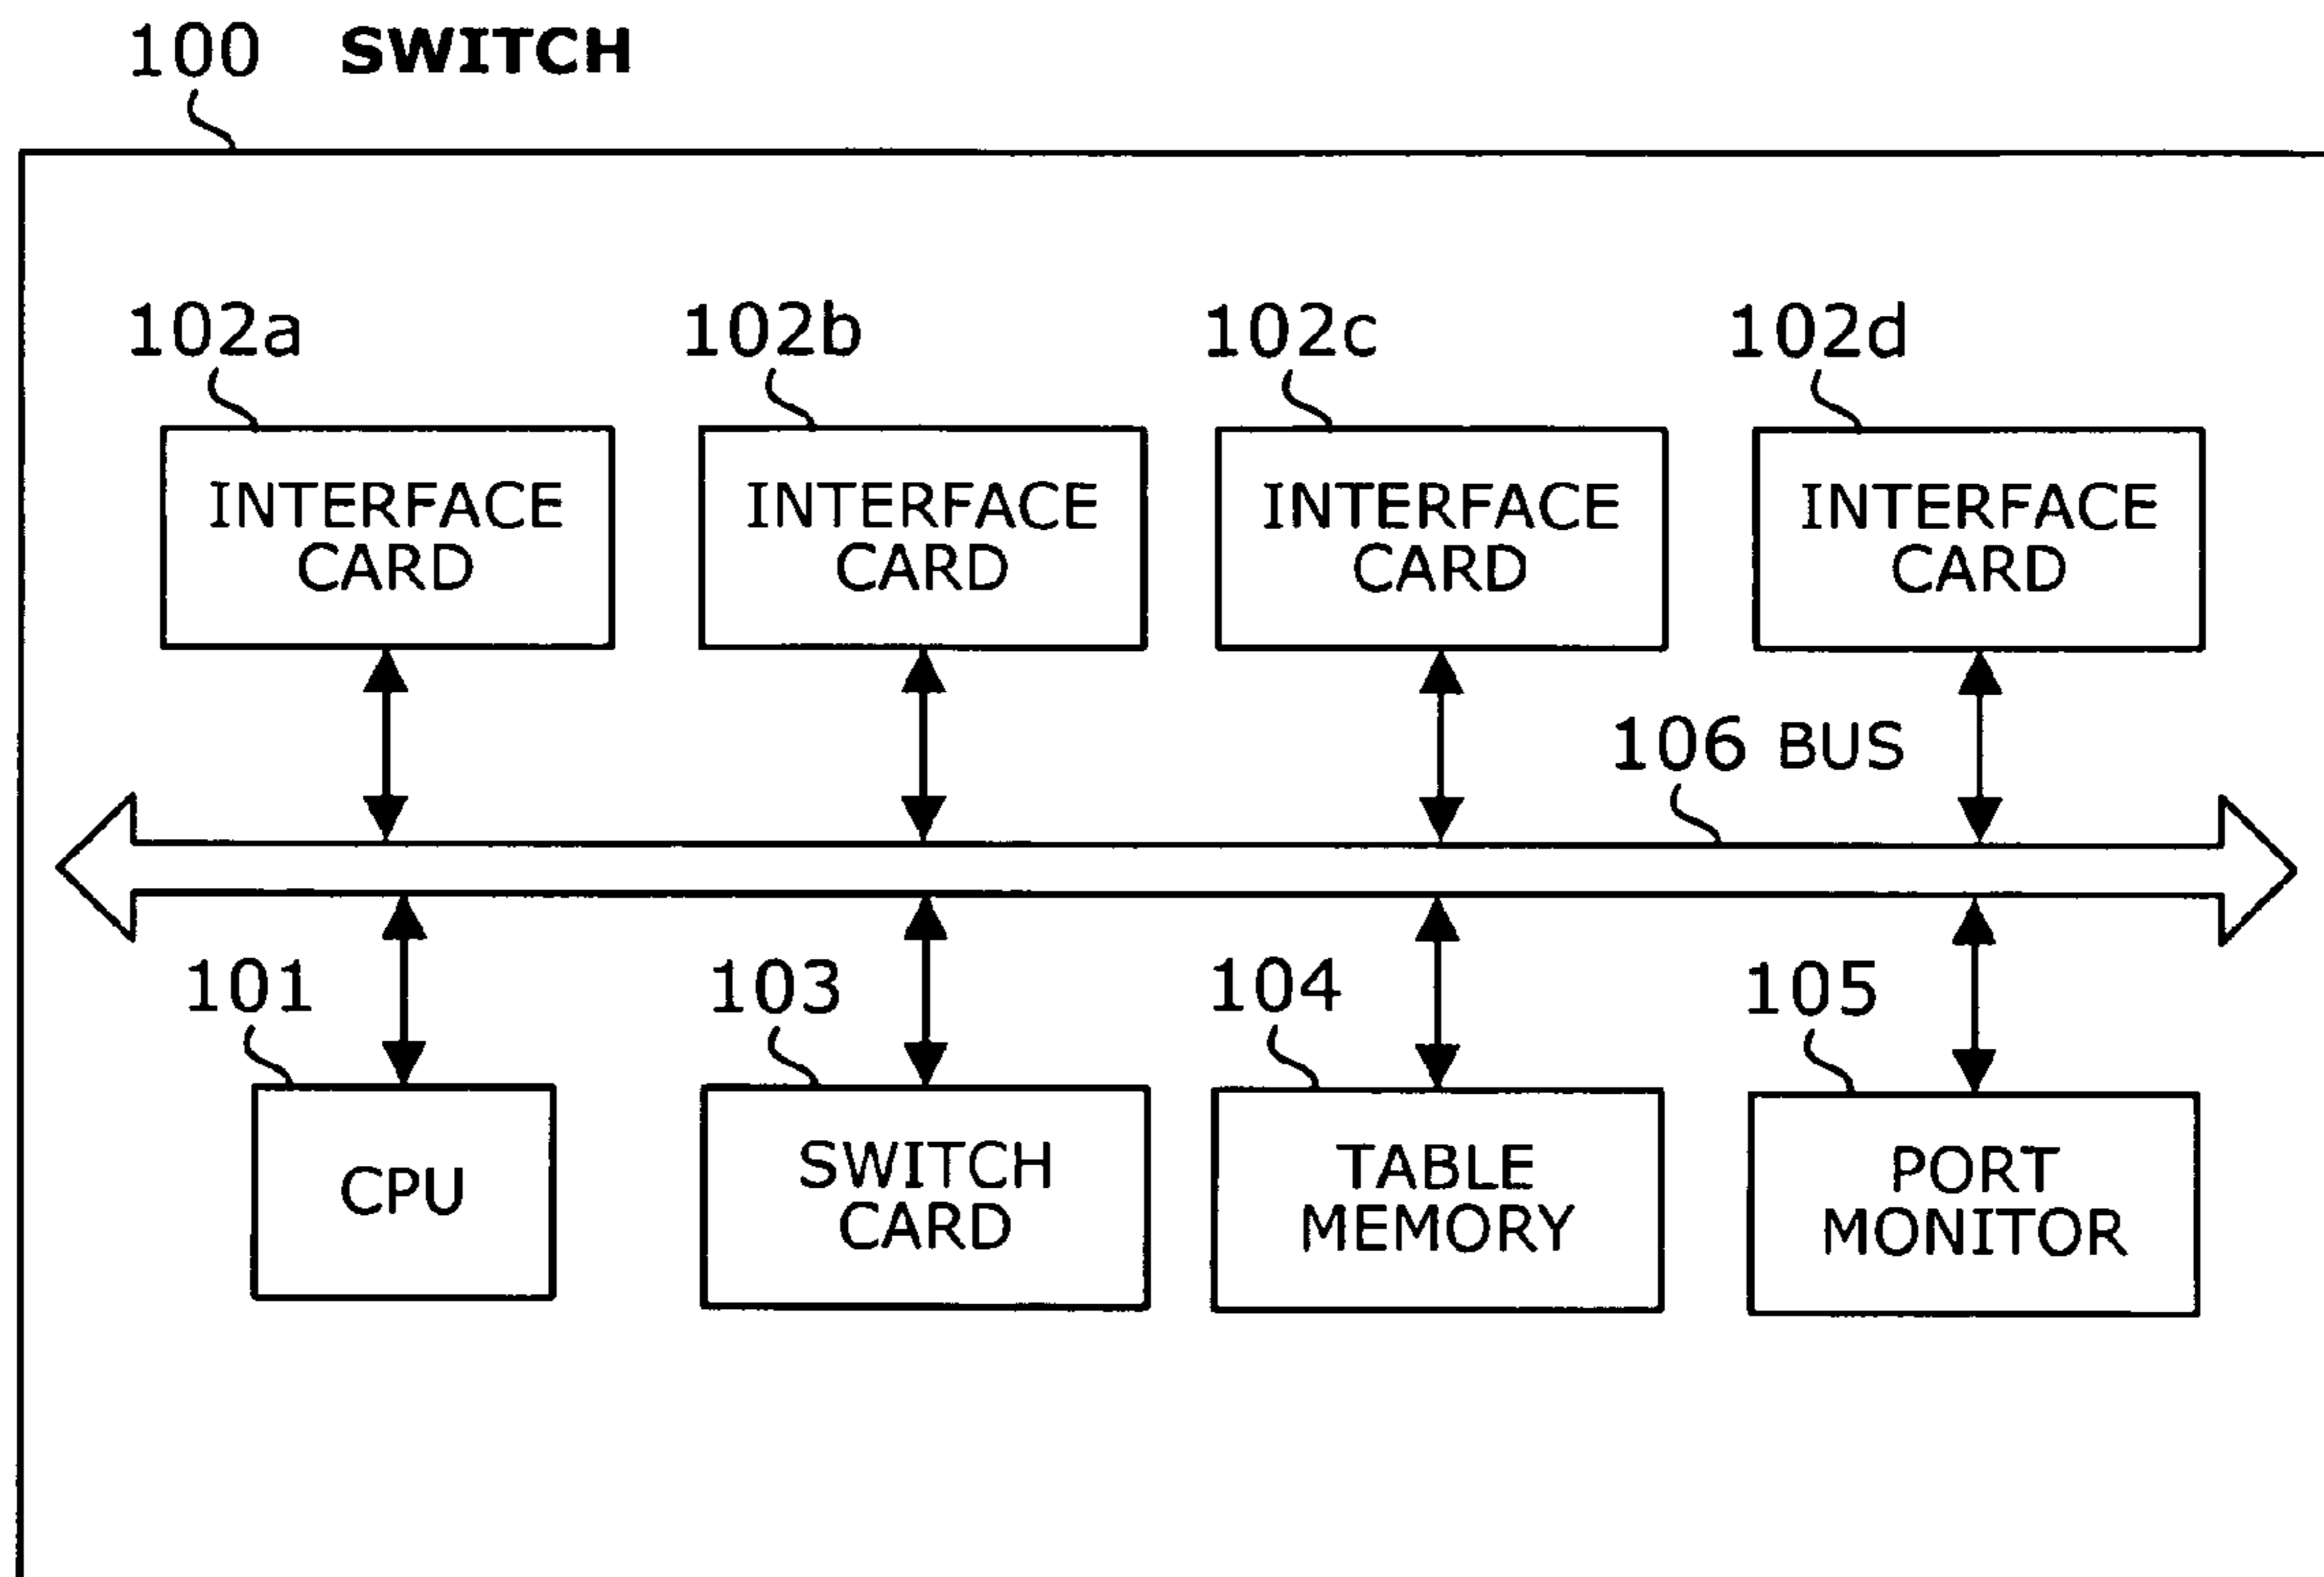 100 SWITCH
102a
102b
102c
102d
INTERFACE
CARD
INTERFACE
CARD
INTERFACE
CARD
INTERFACE
CARD
106 BUS
101
103
104
105
CPU
SWITCH
CARD
TABLE
MEMORY
PORT
MONITOR